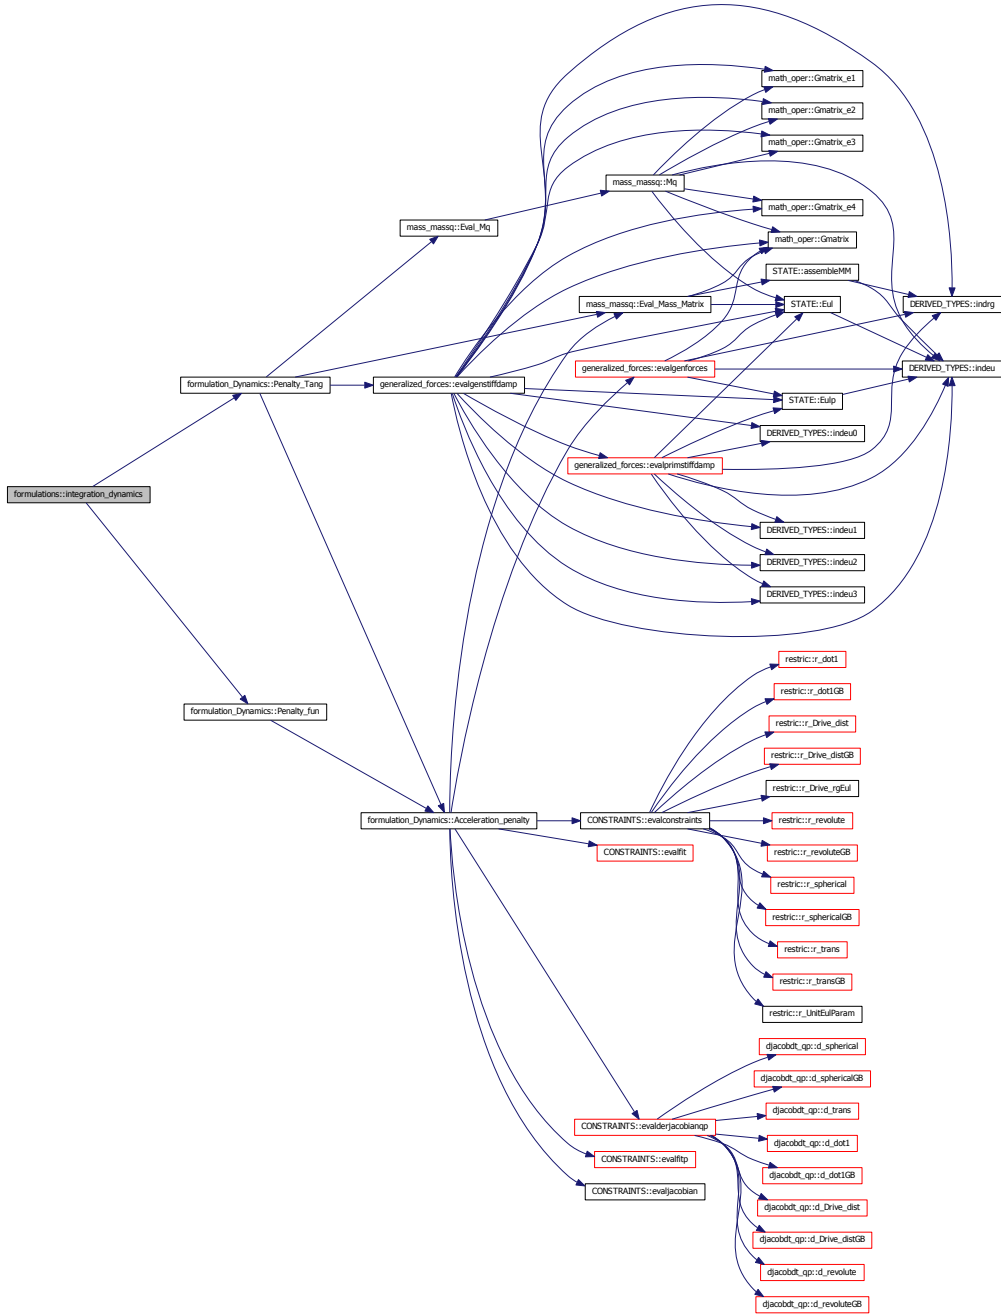 math_oper::Gmatrix_e1
math_oper::Gmatrix_e2
math_oper::Gmatrix_e3
mass_massq::Mq
math_oper::Gmatrix_e4
mass_massq::Eval_Mq
math_oper::Gmatrix
STATE::assembleMM
mass_massq::Eval_Mass_Matrix
STATE::Eul
DERIVED_TYPES::indrg
generalized_forces::evalgenforces
DERIVED_TYPES::indeu
formulation_Dynamics::Penalty_Tang
generalized_forces::evalgenstiffdamp
STATE::Eulp
DERIVED_TYPES::indeu0
generalized_forces::evalprimstiffdamp
formulations::integration_dynamics
DERIVED_TYPES::indeu1
DERIVED_TYPES::indeu2
DERIVED_TYPES::indeu3
restric::r_dot1
restric::r_dot1GB
formulation_Dynamics::Penalty_fun
restric::r_Drive_dist
restric::r_Drive_distGB
restric::r_Drive_rgEul
formulation_Dynamics::Acceleration_penalty
CONSTRAINTS::evalconstraints
restric::r_revolute
CONSTRAINTS::evalfit
restric::r_revoluteGB
restric::r_spherical
restric::r_sphericalGB
restric::r_trans
restric::r_transGB
restric::r_UnitEulParam
djacobdt_qp::d_spherical
djacobdt_qp::d_sphericalGB
djacobdt_qp::d_trans
CONSTRAINTS::evalderjacobianqp
djacobdt_qp::d_dot1
CONSTRAINTS::evalfitp
djacobdt_qp::d_dot1GB
CONSTRAINTS::evaljacobian
djacobdt_qp::d_Drive_dist
djacobdt_qp::d_Drive_distGB
djacobdt_qp::d_revolute
djacobdt_qp::d_revoluteGB